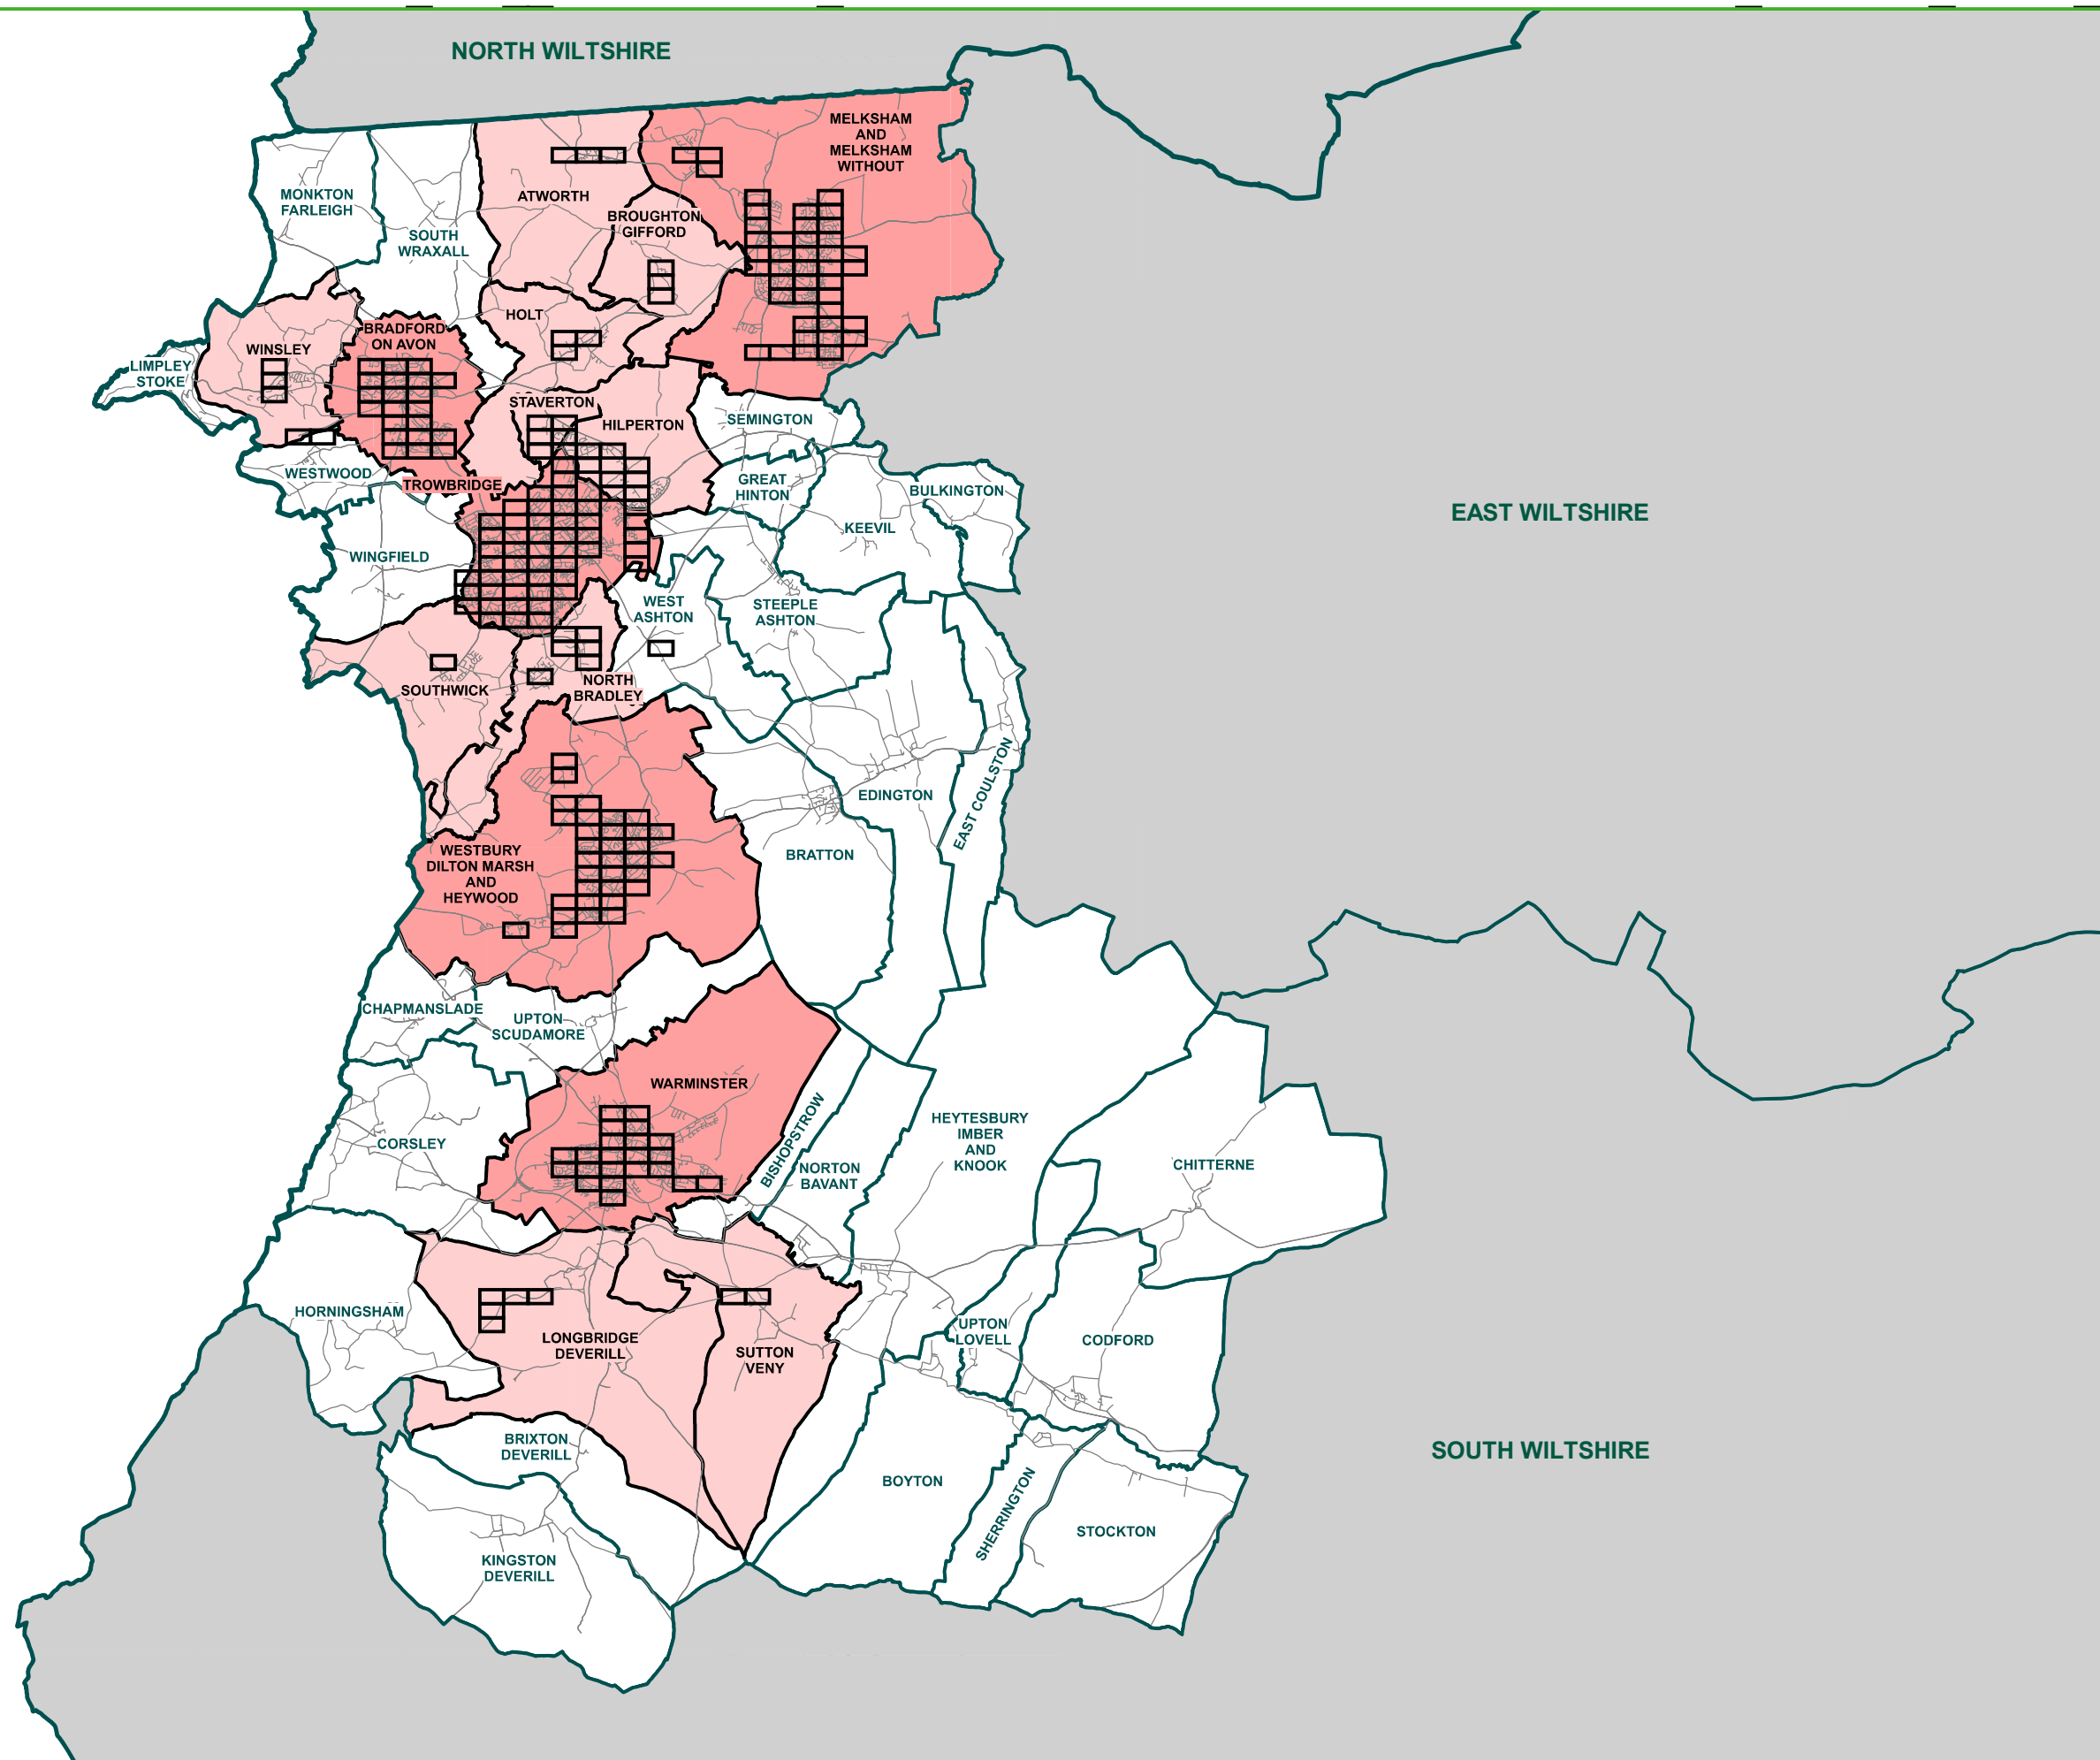 NORTH WILTSHIRE
MELKSHAM
AND
MELKSHAM
WITHOUT
MONKTON
FARLEIGH
ATWORTH
BROUGHTON
GIFFORD
SOUTH
WRAXALL
HOLT
BRADFORD
ON AVON
WINSLEY
LIMPLEY
STOKE
STAVERTON
HILPERTON
SEMINGTON
WESTWOOD
TROWBRIDGE
GREAT
HINTON
BULKINGTON
EAST WILTSHIRE
KEEVIL
WINGFIELD
WEST
ASHTON
STEEPLE
ASHTON
SOUTHWICK
NORTH
BRADLEY
EDINGTON
EAST COULSTON
BRATTON
WESTBURY
DILTON MARSH
AND
HEYWOOD
CHAPMANSLADE
UPTON
SCUDAMORE
WARMINSTER
CORSLEY
BISHOPSTROW
NORTON
BAVANT
HEYTESBURY
IMBER
AND
KNOOK
CHITTERNE
HORNINGSHAM
LONGBRIDGE
DEVERILL
SUTTON
VENY
UPTON
LOVELL
CODFORD
BRIXTON
DEVERILL
SOUTH WILTSHIRE
BOYTON
SHERRINGTON
STOCKTON
KINGSTON
DEVERILL